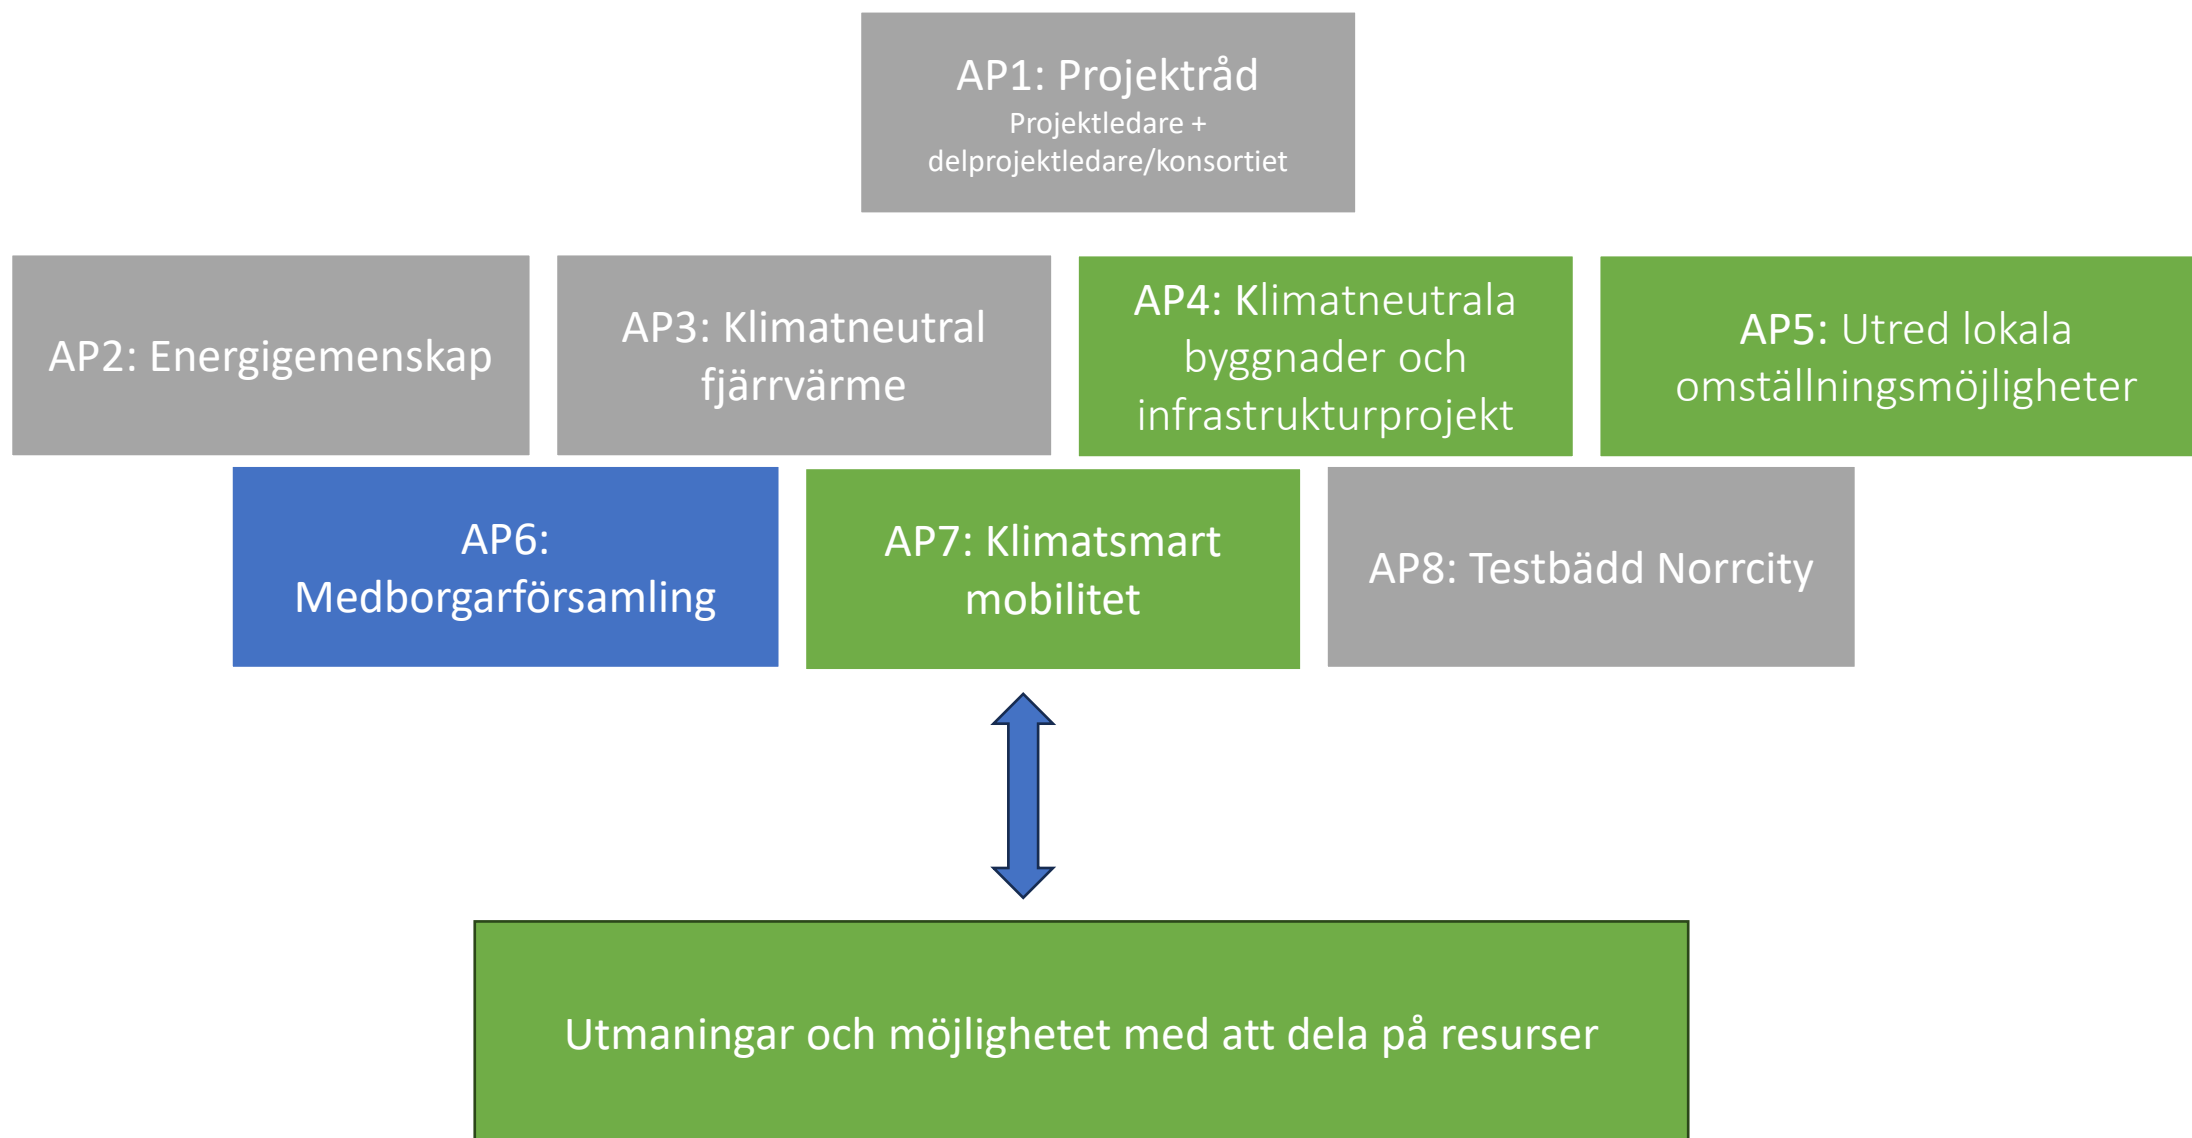 AP1: Projektråd
Projektledare +
delprojektledare/konsortiet
AP2: Energigemenskap
AP3: Klimatneutral
fjärrvärme
AP4: Klimatneutrala
byggnader och
infrastrukturprojekt
AP5: Utred lokala
omställningsmöjligheter
AP6:
Medborgarförsamling
AP7: Klimatsmart
mobilitet
AP8: Testbädd Norrcity
Utmaningar och möjlighetet med att dela på resurser